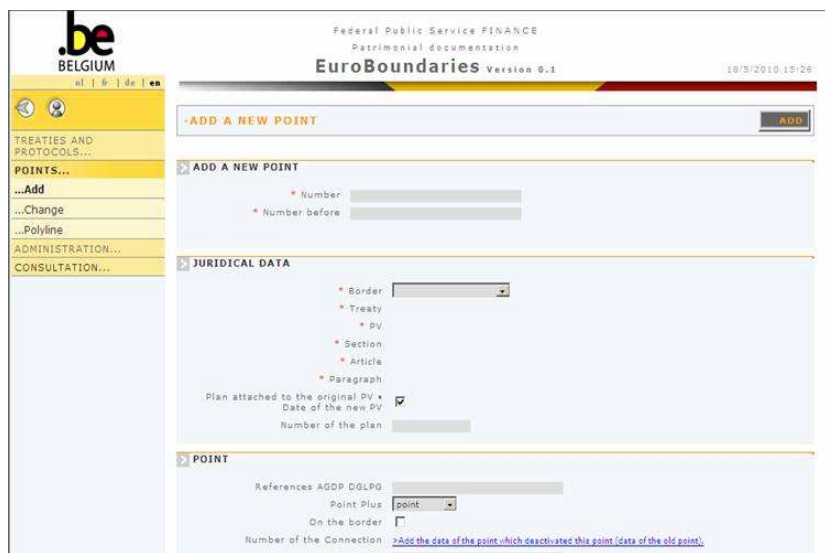 .be
BELGIUM
nl | fr | de | en
TREATIES AND
PROTOCOLS...
POINTS...
...Add
...Change
...Polyline
ADMINISTRATION...
CONSULTATION...
Federal Public Service FINANCE
Patrimonial documentation
EuroBoundaries Version 0.1
18/5/2010.15:26
-ADD A NEW POINT
ADD
ADD A NEW POINT
* Number
* Number before
JURIDICAL DATA
* Border
* Treaty
* PV
* Section
* Article
* Paragraph
Plan attached to the original PV •
Date of the new PV
Number of the plan
POINT
References AGDP DGLPG
Point Plus point
On the border
Number of the Connection >Add the data of the point which deactivated this point (data of the old point).